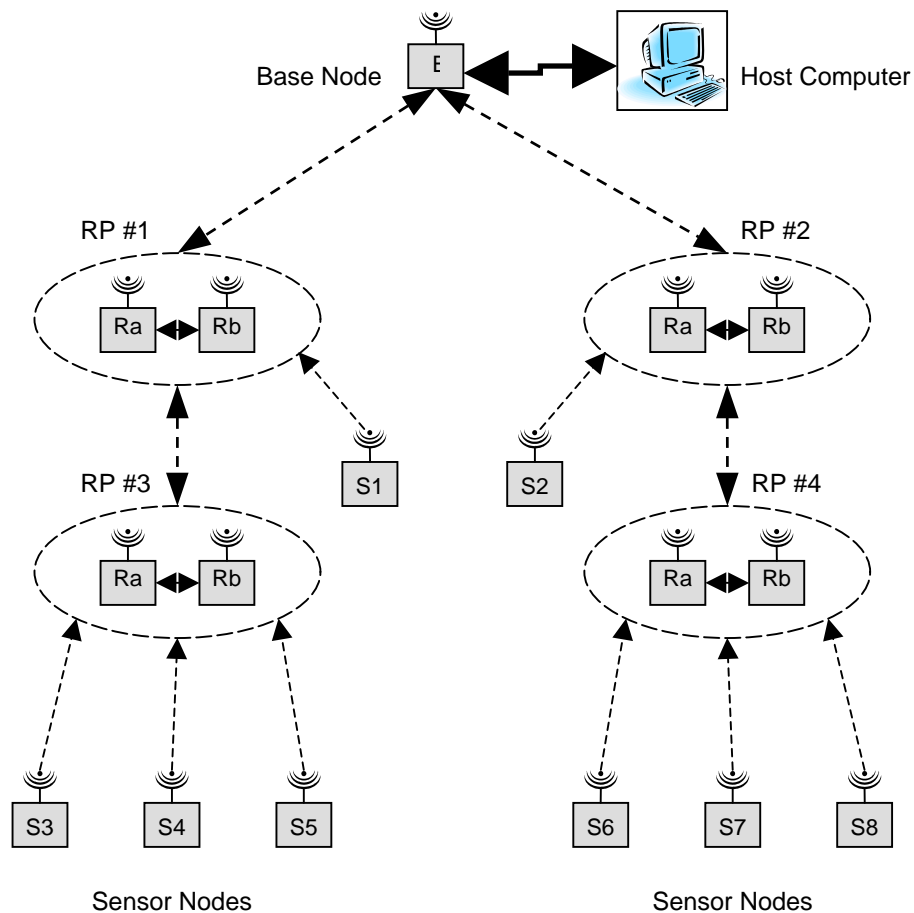 E
Base Node
Host Computer
RP #1
RP #2
Ra
Rb
Ra
Rb
S1
S2
RP #3
RP #4
Ra
Rb
Ra
Rb
S3
S4
S5
S6
S7
S8
Sensor Nodes
Sensor Nodes